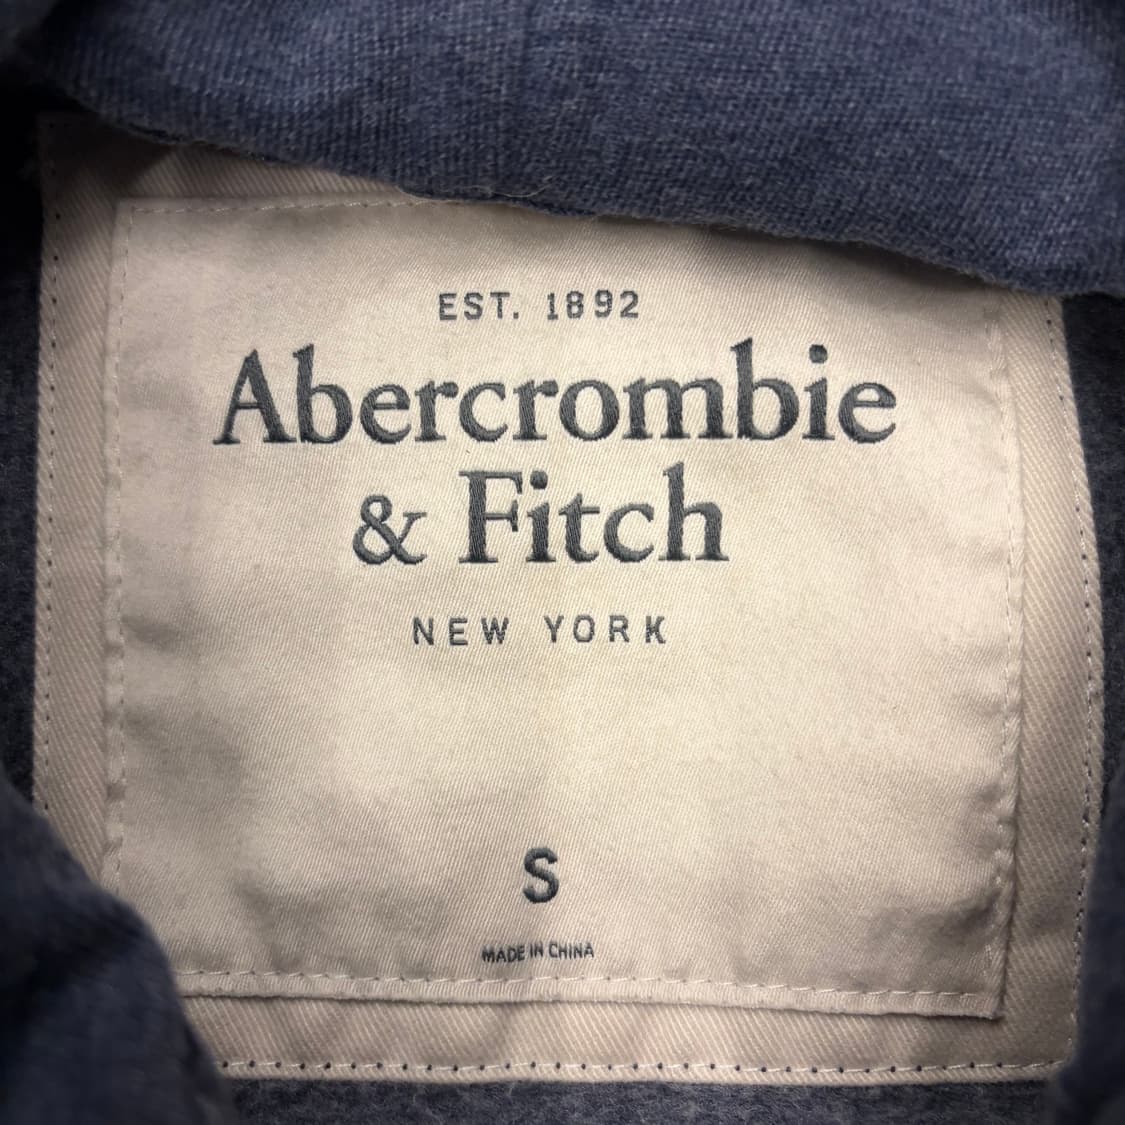 EST. 1892
Abercrombie
& Fitch
NEW YORK
S
MADE IN CHINA